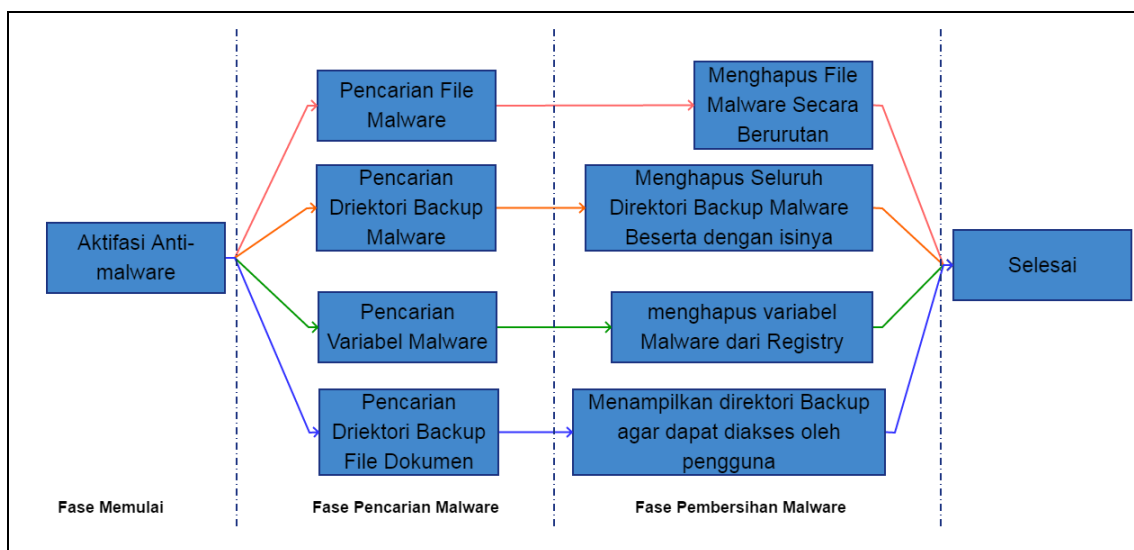 Aktifasi Anti-
malware
Pencarian File
Malware
Menghapus File
Malware Secara
Berurutan
Pencarian
Driektori Backup
Malware
Menghapus Seluruh
Direktori Backup Malware
Beserta dengan isinya
Pencarian
Variabel Malware
menghapus variabel
Malware dari Registry
Pencarian
Driektori Backup
File Dokumen
Menampilkan direktori Backup
agar dapat diakses oleh
pengguna
Selesai
Fase Memulai
Fase Pencarian Malware
Fase Pembersihan Malware